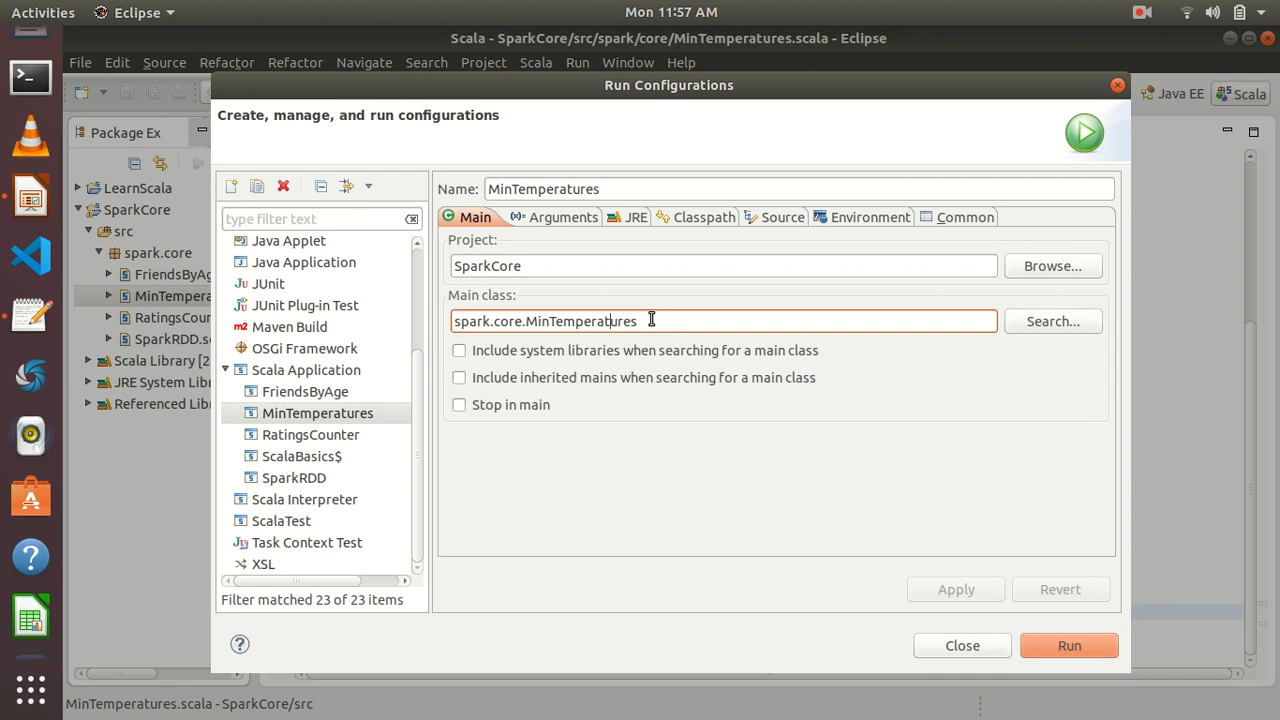 Activities
Eclipse
Mon 11:57 AM
Scala - SparkCore/src/spark/core/MinTemperatures.scala - Eclipse
File Edit Source Refactor Refactor Navigate Search Project Scala Run Window Help
Run Configurations
Java EE
Scala
Package Ex
LearnScala
SparkCore
src
spark.core
FriendsByAg
MinTempera
RatingsCoun
SparkRDD.s
Scala Library [2
JRE System Lib
Referenced Lib
Create, manage, and run configurations
type filter text
Java Applet
Java Application
JUnit
JUnit Plug-in Test
Maven Build
OSGi Framework
Scala Application
FriendsByAge
MinTemperatures
RatingsCounter
ScalaBasics$
SparkRDD
Scala Interpreter
ScalaTest
Task Context Test
XSL
Filter matched 23 of 23 items
Name: MinTemperatures
Main Arguments JRE Classpath Source Environment Common
Project:
SparkCore
Browse...
Main class:
spark.core.MinTemperatures
Search...
Include system libraries when searching for a main class
Include inherited mains when searching for a main class
Stop in main
Apply
Revert
Close
Run
MinTemperatures.scala - SparkCore/src